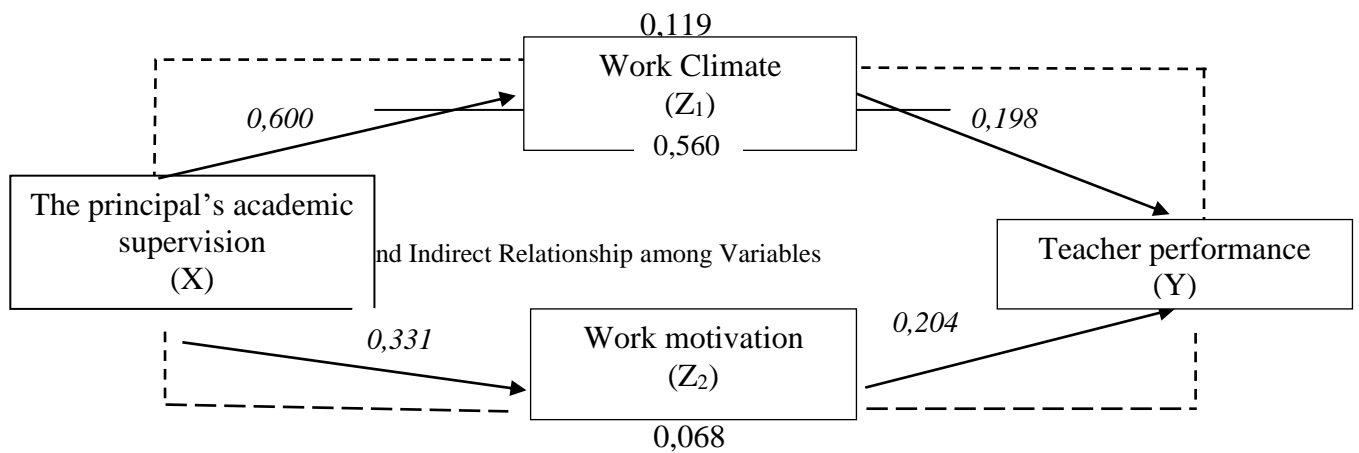 0,119
Work Climate
(Z1)
0,600
0,198
0,560
The principal’s academic
supervision
(X)
nd Indirect Relationship among Variables
Teacher performance
(Y)
0,331
Work motivation
(Z2)
0,204
0,068